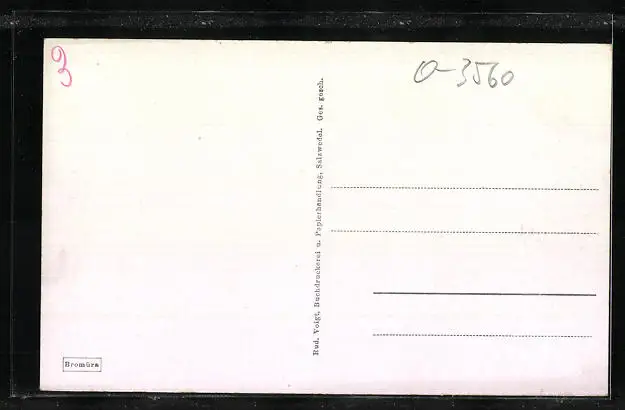 3
O-3560
Rud. Voigt, Buchdruckerei u. Papierhandlung, Salzwedel. Ges. gesch.
Bromüra